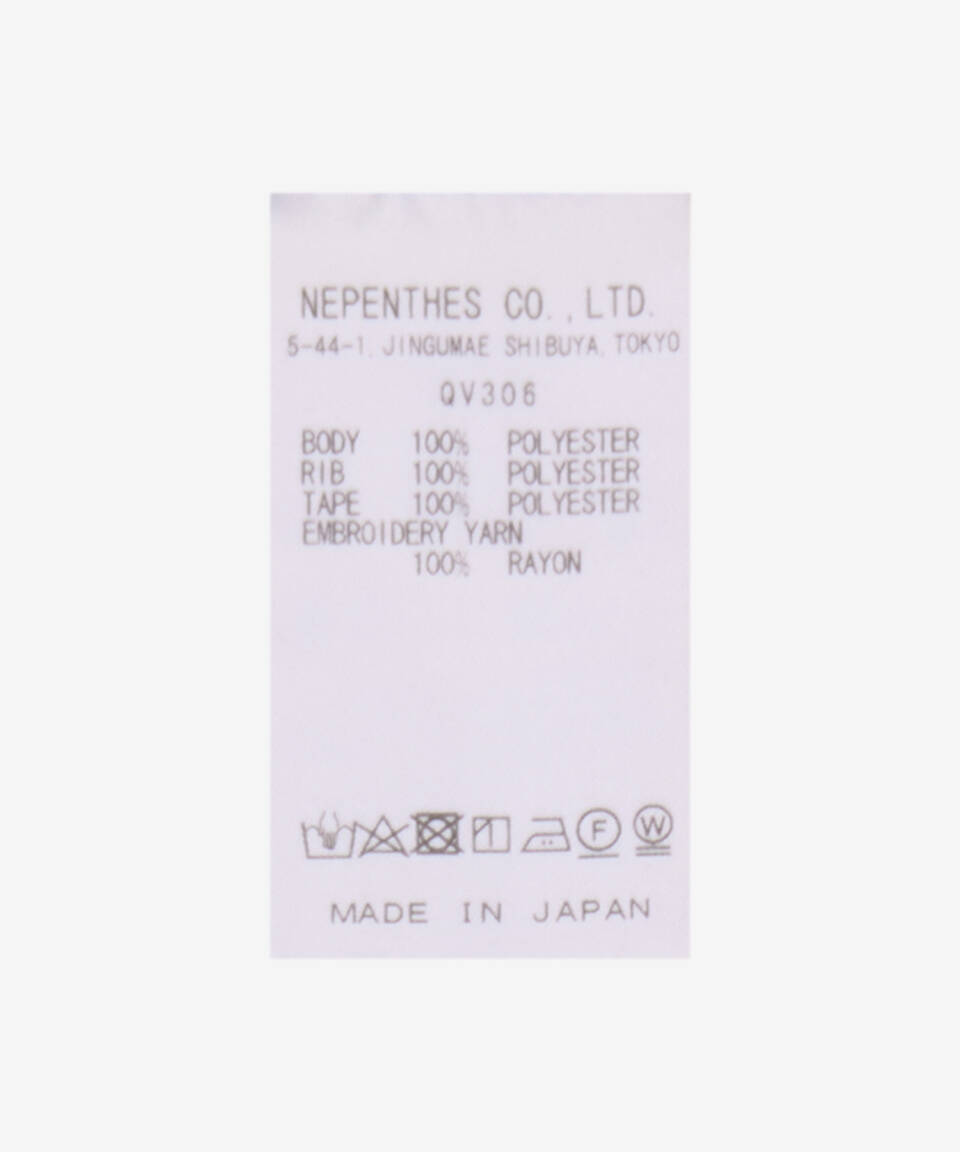 NEPENTHES CO.,LTD.
5-44-1, JINGUMAE SHIBUYA, TOKYO
QV306
BODY 100% POLYESTER
RIB 100% POLYESTER
TAPE 100% POLYESTER
EMBROIDERY YARN
100% RAYON
F W
MADE IN JAPAN